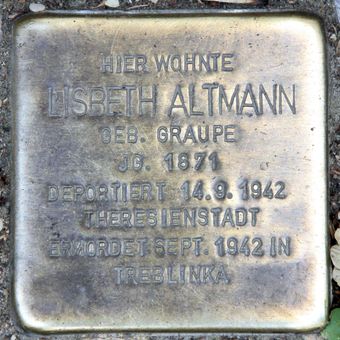 HIER WOHNTE
LISBETH ALTMANN
GEB. GRAUPE
JG. 1871
DEPORTIERT 14.9. 1942
THERESIENSTADT
ERMORDET SEPT. 1942 IN
TREBLINKA